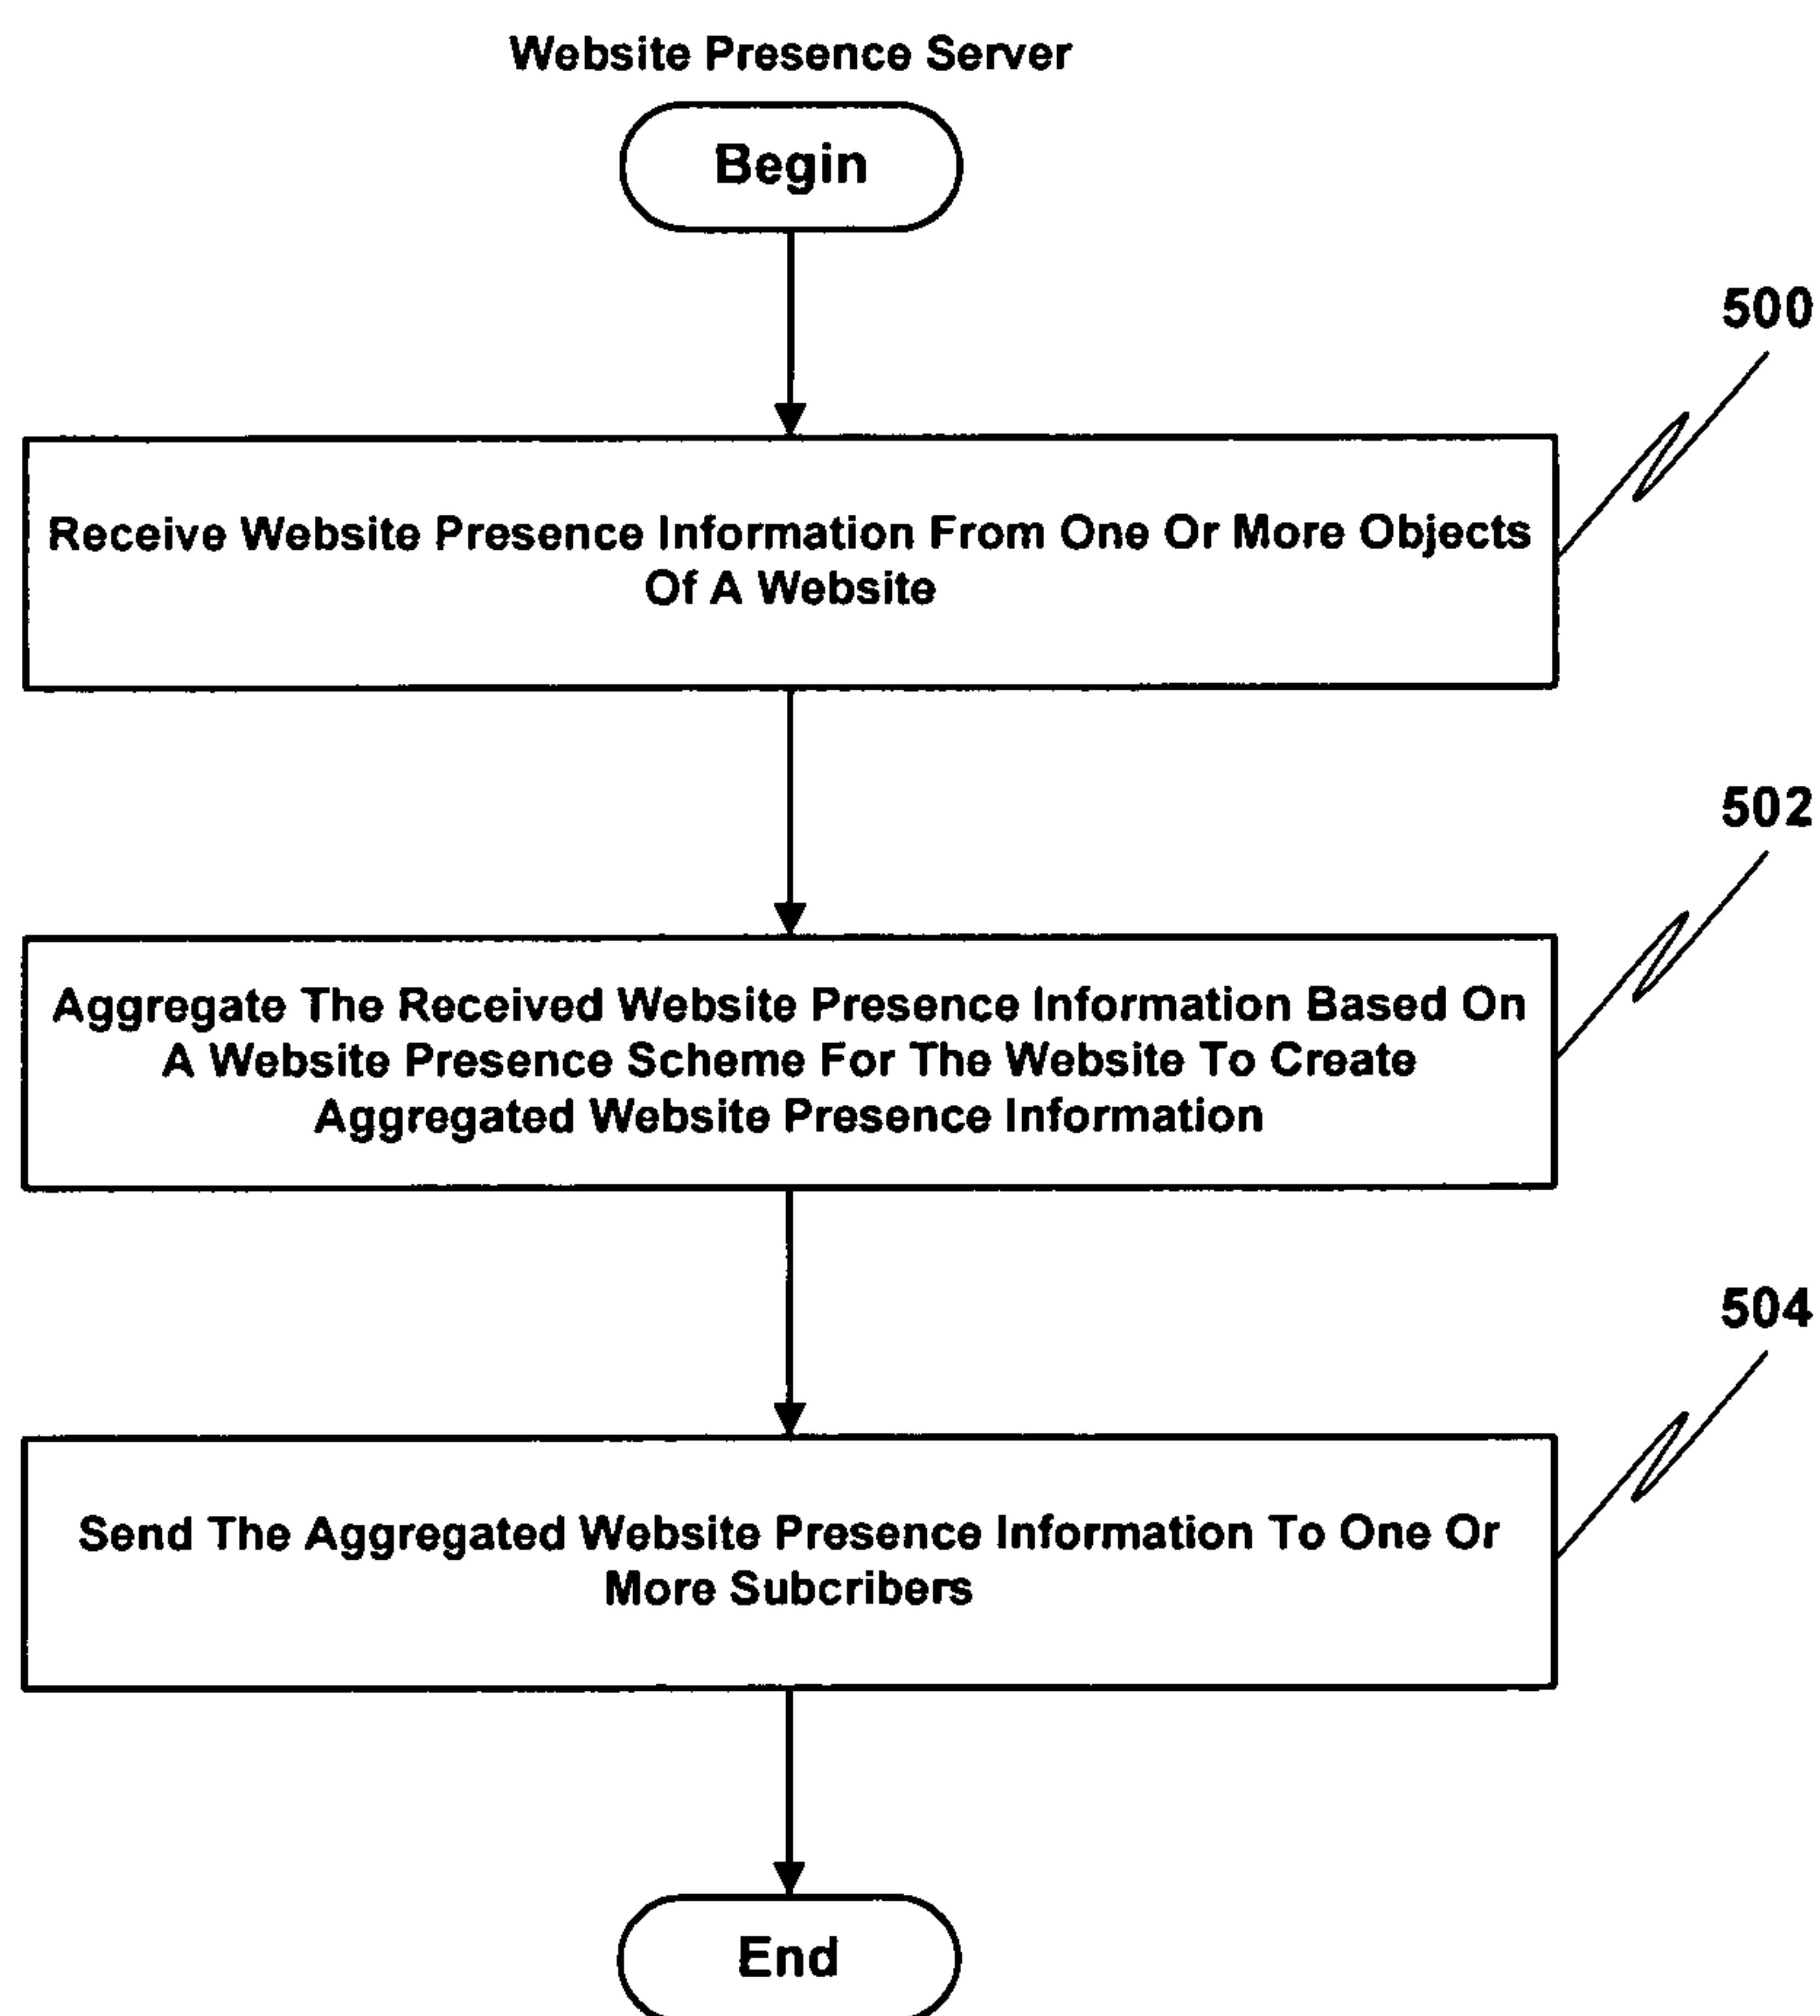 Website Presence Server
Begin
500
Receive Website Presence Information From One Or More Objects
Of A Website
502
Aggregate The Received Website Presence Information Based On
A Website Presence Scheme For The Website To Create
Aggregated Website Presence Information
504
Send The Aggregated Website Presence Information To One Or
More Subcribers
End